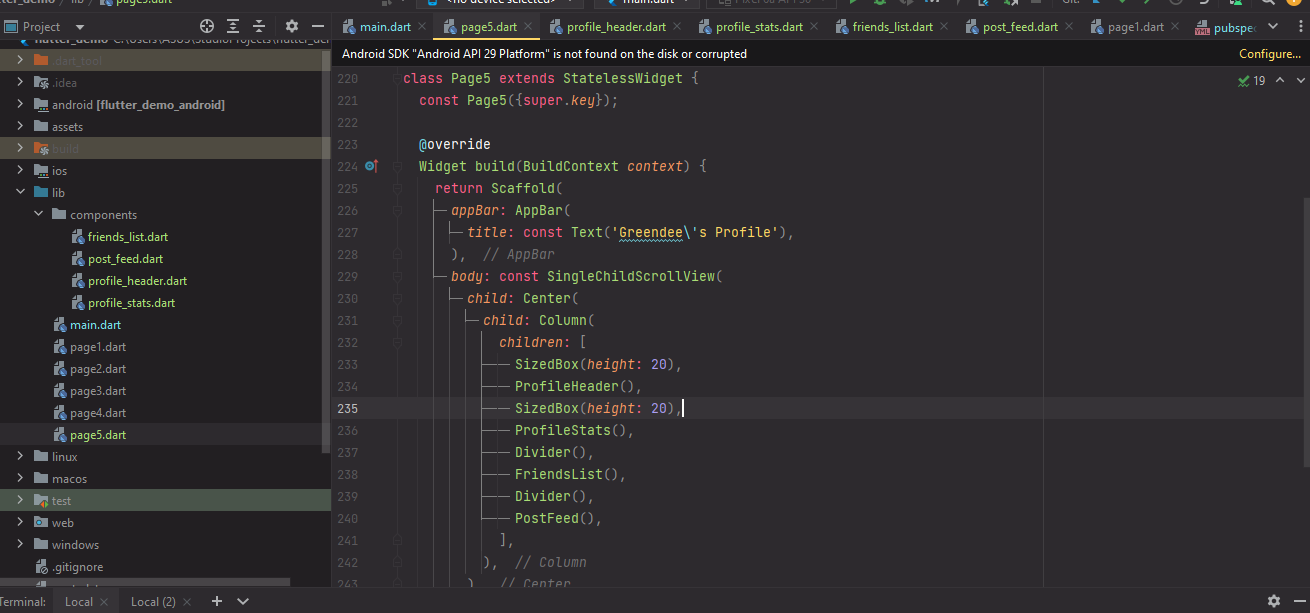 page5.dart
<no device selected>
main.dart
Pixel 6a API 30
Git:
Project
main.dart
page5.dart
profile_header.dart
profile_stats.dart
friends_list.dart
post_feed.dart
page1.dart
pubspe
flutter_demo C:\Users\ASUS\StudioProjects\flutter_der
Android SDK "Android API 29 Platform" is not found on the disk or corrupted
Configure...
.dart_tool
.idea
android [flutter_demo_android]
assets
build
ios
lib
components
friends_list.dart
post_feed.dart
profile_header.dart
profile_stats.dart
main.dart
page1.dart
page2.dart
page3.dart
page4.dart
page5.dart
linux
macos
test
web
windows
.gitignore
19
220 class Page5 extends StatelessWidget {
221 const Page5({super.key});
222
223 @override
224 Widget build(BuildContext context) {
225 return Scaffold(
226 appBar: AppBar(
227 title: const Text('Greendee\'s Profile'),
228 ), // AppBar
229 body: const SingleChildScrollView(
230 child: Center(
231 child: Column(
232 children: [
233 SizedBox(height: 20),
234 ProfileHeader(),
235 SizedBox(height: 20),
236 ProfileStats(),
237 Divider(),
238 FriendsList(),
239 Divider(),
240 PostFeed(),
241 ],
242 ), // Column
243 ) // Center
Terminal:
Local
Local (2)